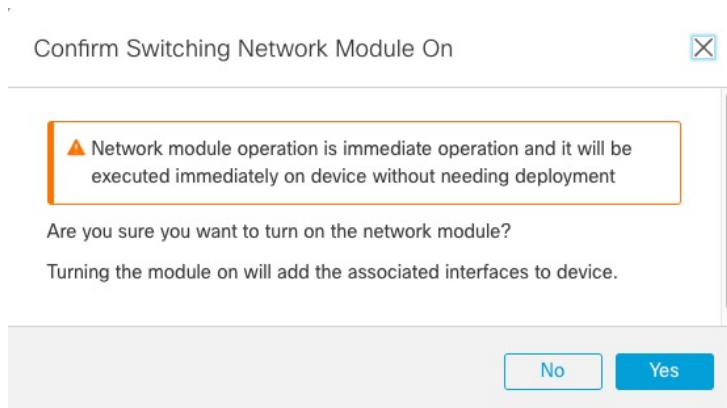 Confirm Switching Network Module On
Network module operation is immediate operation and it will be
executed immediately on device without needing deployment
Are you sure you want to turn on the network module?
Turning the module on will add the associated interfaces to device.
No
Yes